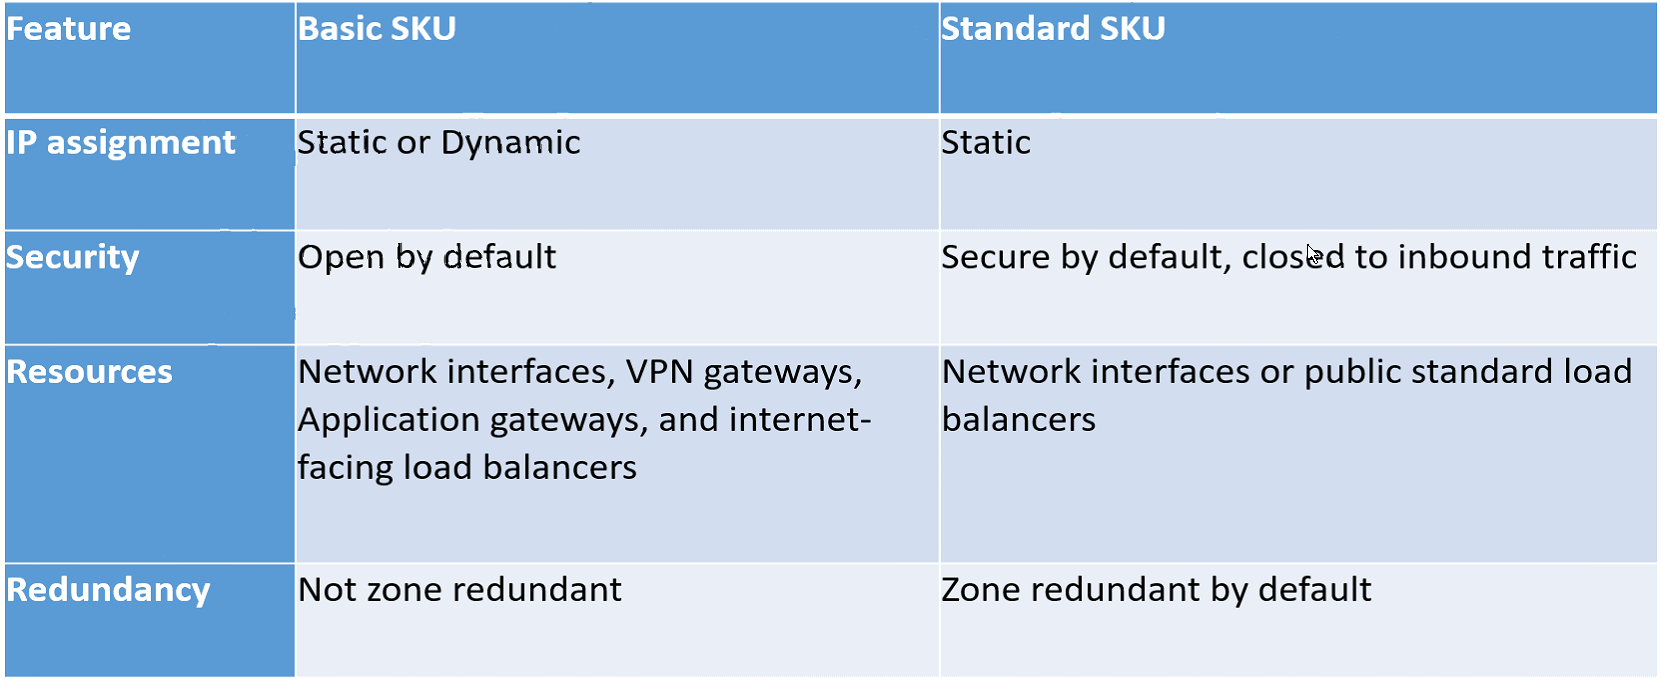 Feature Basic SKU Standard SKU
IP assignment Static or Dynamic Static
Security Open by default Secure by default, closed to inbound traffic
Resources Network interfaces, VPN gateways, Network interfaces or public standard load
Application gateways, and internet- balancers
facing load balancers
Redundancy Not zone redundant Zone redundant by default